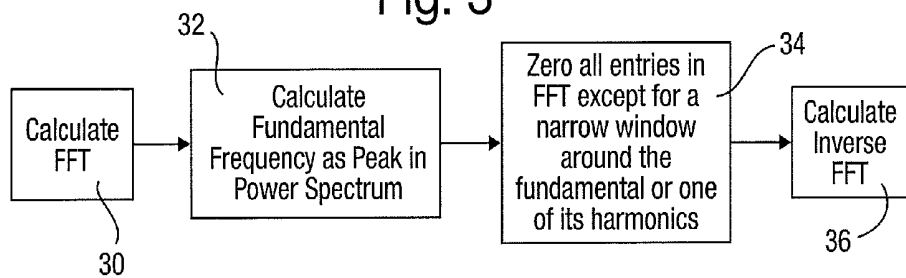 Fig.
32
34
Calculate
FFT
30
Calculate
Fundamental
Frequency as Peak in
Power Spectrum
Zero all entries in
FFT except for a
narrow window
around the
fundamental or one
of its harmonics
Calculate
Inverse
FFT
36